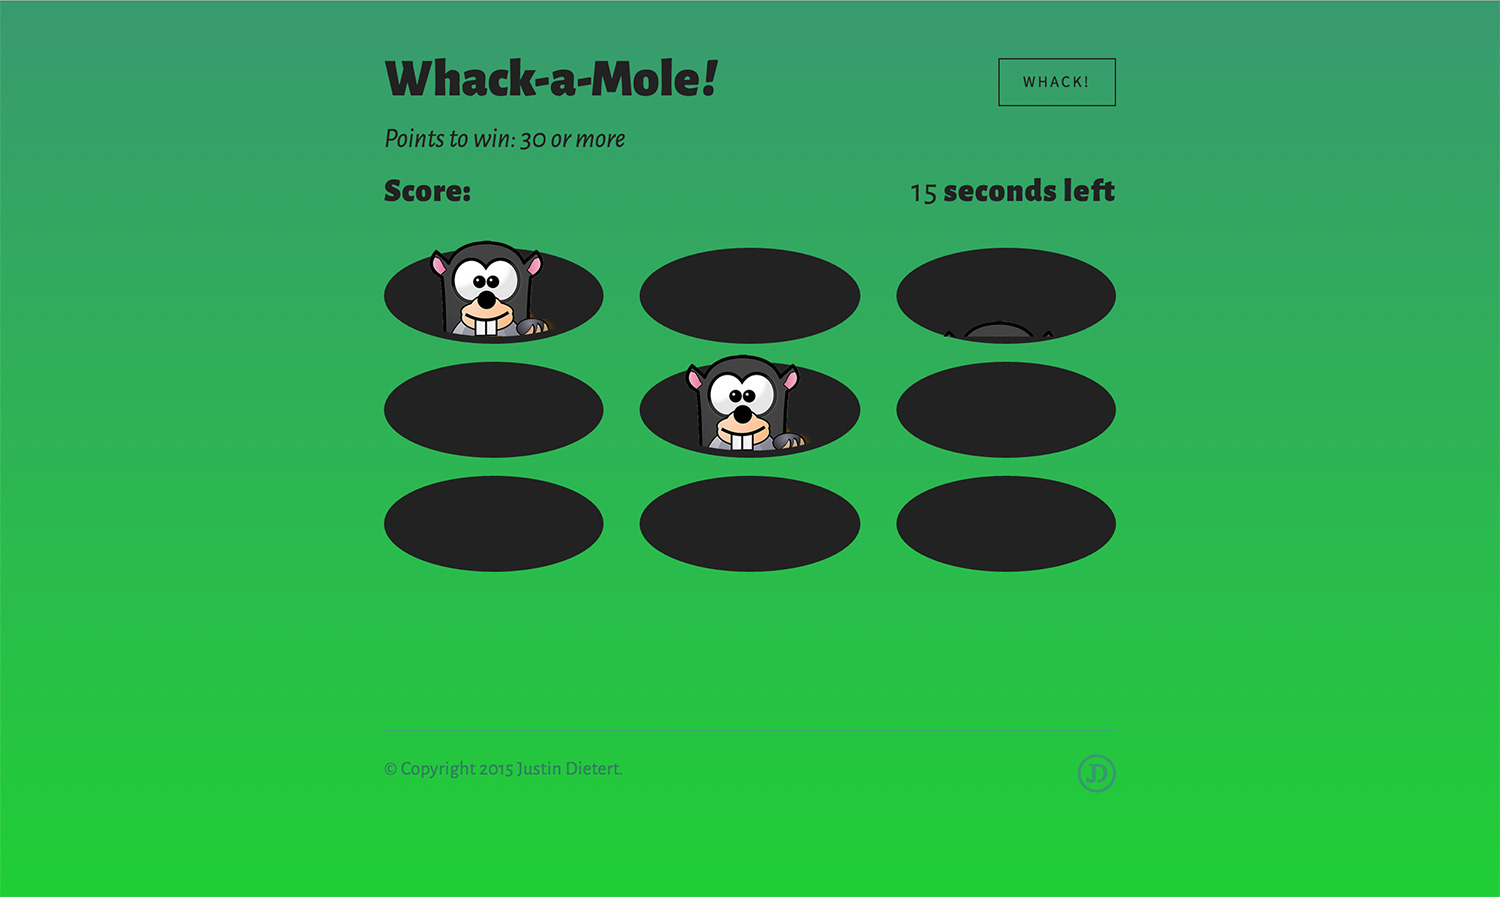 Whack-a-Mole!
WHACK!
Points to win: 30 or more
Score:
15 seconds left
© Copyright 2015 Justin Dietert.
JD